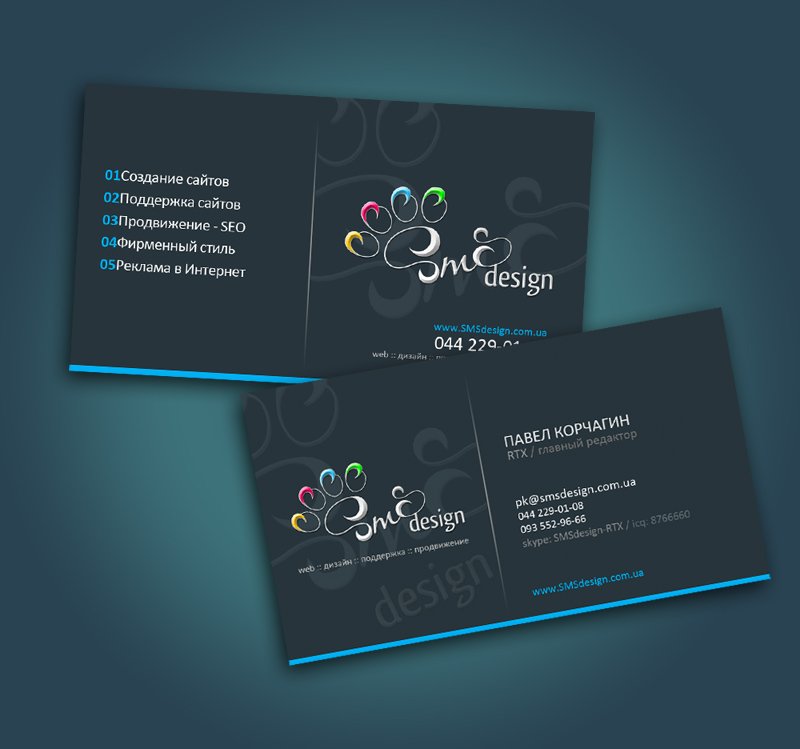 01Создание сайтов
02Поддержка сайтов
03Продвижение - SEO
04Фирменный стиль
05Реклама в Интернет
sms design
www.SMSdesign.com.ua
044 229-01
web :: дизайн ::
sms design
web :: дизайн :: поддержка :: продвижение
design
ПАВЕЛ КОРЧАГИН
RTX / главный редактор
pk@smsdesign.com.ua
044 229-01-08
093 552-96-66
skype: SMSdesign-RTX / icq: 8766660
www.SMSdesign.com.ua